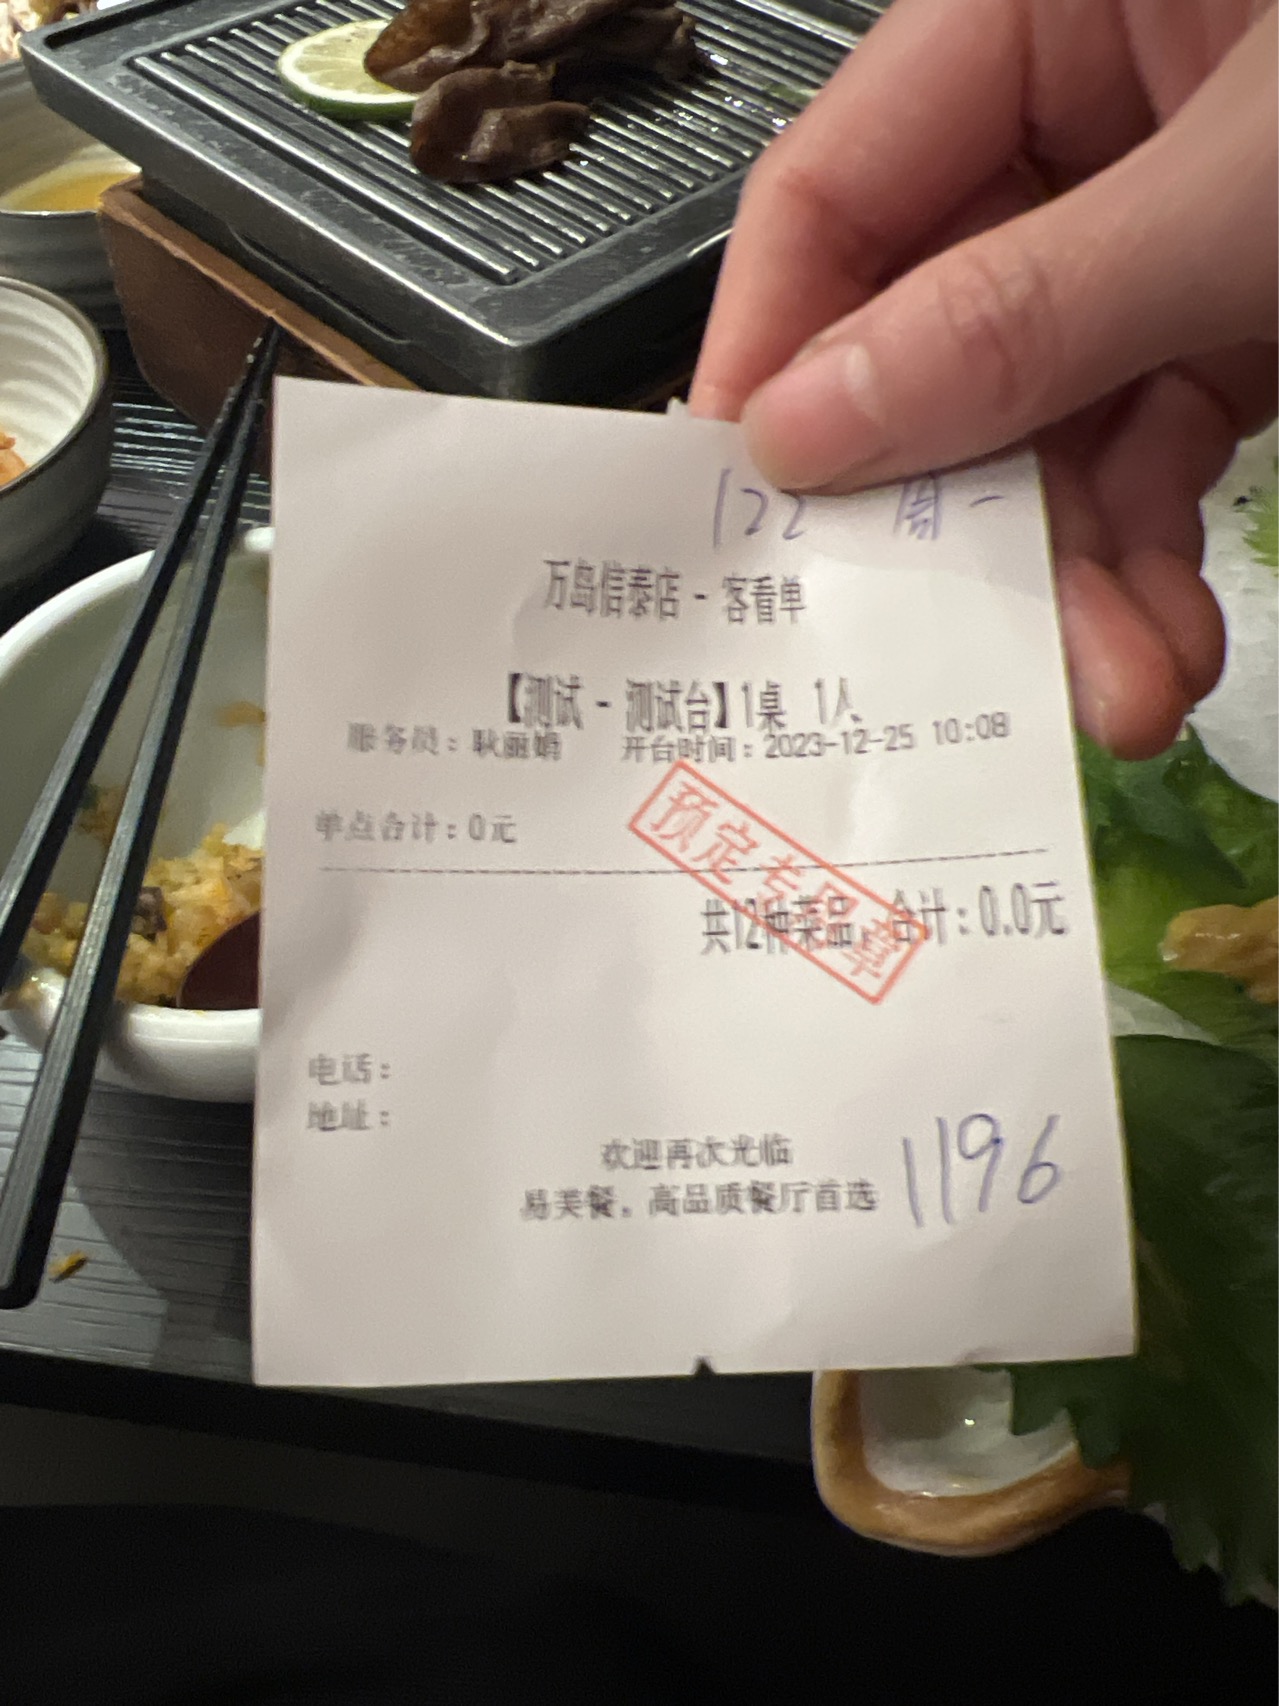 122 周一
万岛信泰店 - 客看单
【测试 - 测试台】1桌 1人
服务员：耿丽娟 开台时间：2023-12-25 10:08
单点合计：0元
预定专用章
共12种菜品，合计：0.0元
电话：
地址：
欢迎再次光临
易美餐，高品质餐厅首选
1196